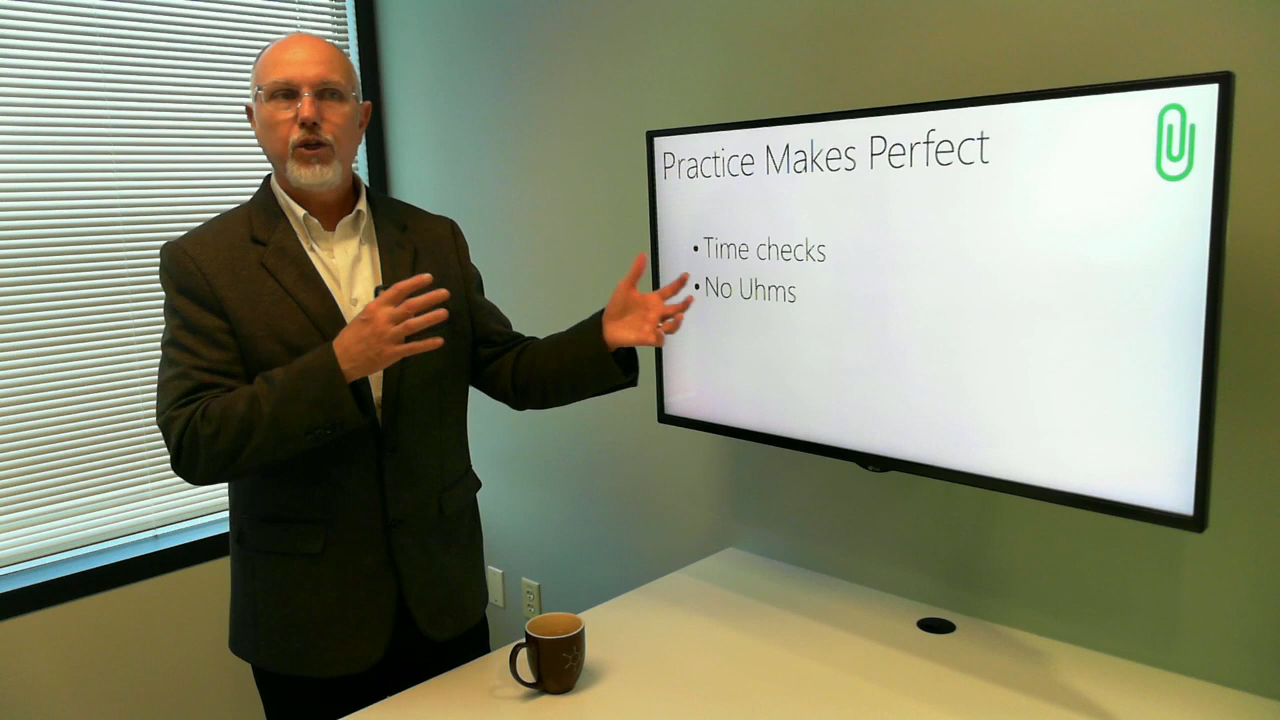 Practice Makes Perfect
• Time checks
• No Uhms